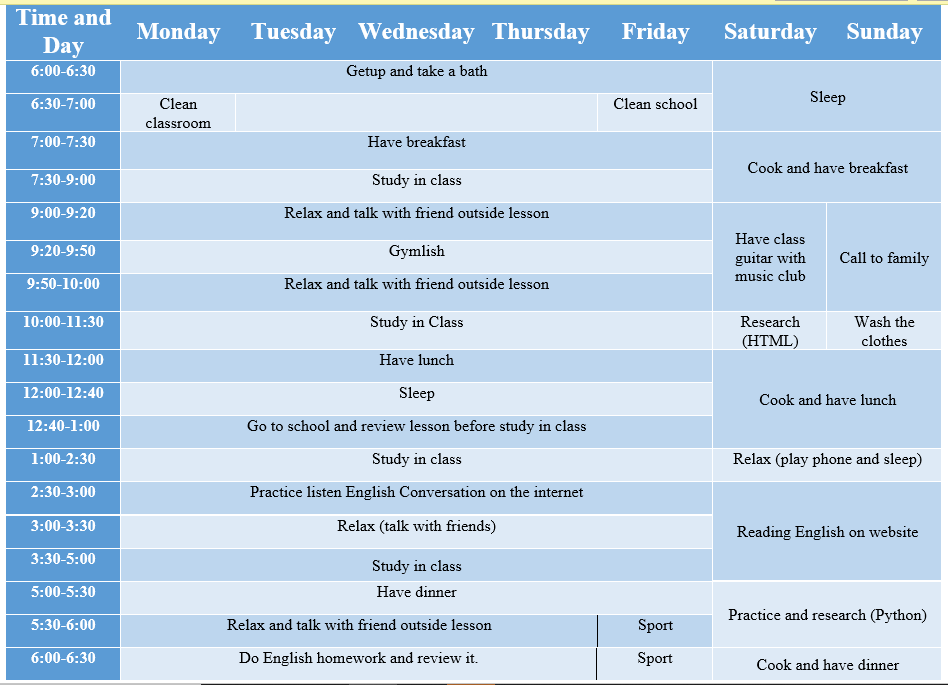 Time and Day Monday Tuesday Wednesday Thursday Friday Saturday Sunday
6:00-6:30 Getup and take a bath Sleep
6:30-7:00 Clean classroom Clean school
7:00-7:30 Have breakfast Cook and have breakfast
7:30-9:00 Study in class
9:00-9:20 Relax and talk with friend outside lesson Have class guitar with music club Call to family
9:20-9:50 Gymlish
9:50-10:00 Relax and talk with friend outside lesson
10:00-11:30 Study in Class Research (HTML) Wash the clothes
11:30-12:00 Have lunch Cook and have lunch
12:00-12:40 Sleep
12:40-1:00 Go to school and review lesson before study in class
1:00-2:30 Study in class Relax (play phone and sleep)
2:30-3:00 Practice listen English Conversation on the internet Reading English on website
3:00-3:30 Relax (talk with friends)
3:30-5:00 Study in class
5:00-5:30 Have dinner Practice and research (Python)
5:30-6:00 Relax and talk with friend outside lesson Sport
6:00-6:30 Do English homework and review it. Sport Cook and have dinner